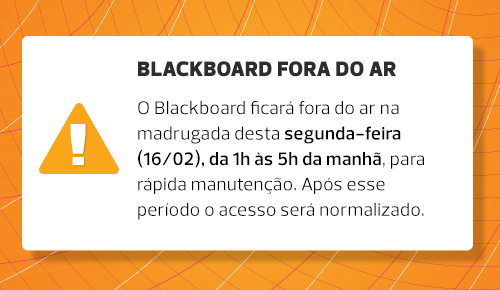 BLACKBOARD FORA DO AR
O Blackboard ficará fora do ar na
madrugada desta segunda-feira
(16/02), da 1h às 5h da manhã, para
rápida manutenção. Após esse
período o acesso será normalizado.